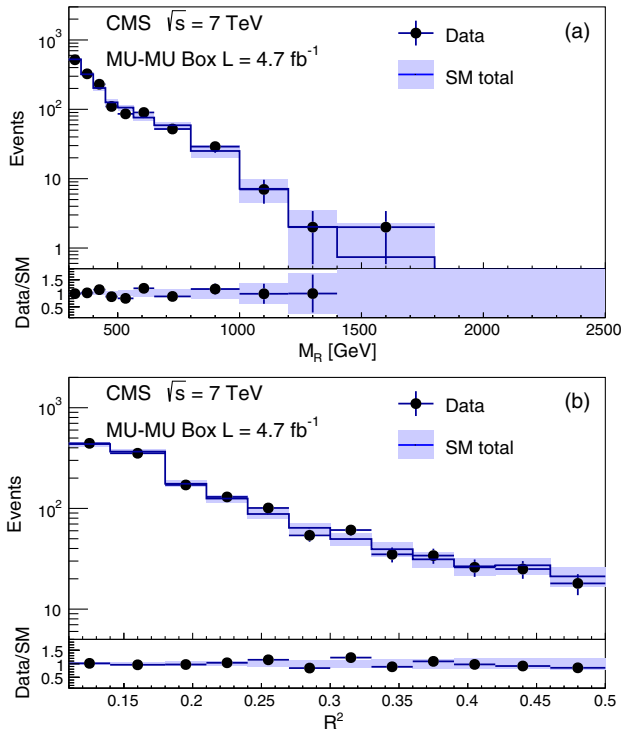 CMS √s = 7 TeV
(a)
MU-MU Box L = 4.7 fb⁻¹
Data
SM total
Events
10³
10²
10
1
Data/SM
1.5
0.5
500 1000 1500 2000 2500
M_R [GeV]
CMS √s = 7 TeV
(b)
MU-MU Box L = 4.7 fb⁻¹
Data
SM total
Events
10³
10²
10
Data/SM
1.5
0.5
0.15 0.2 0.25 0.3 0.35 0.4 0.45 0.5
R²